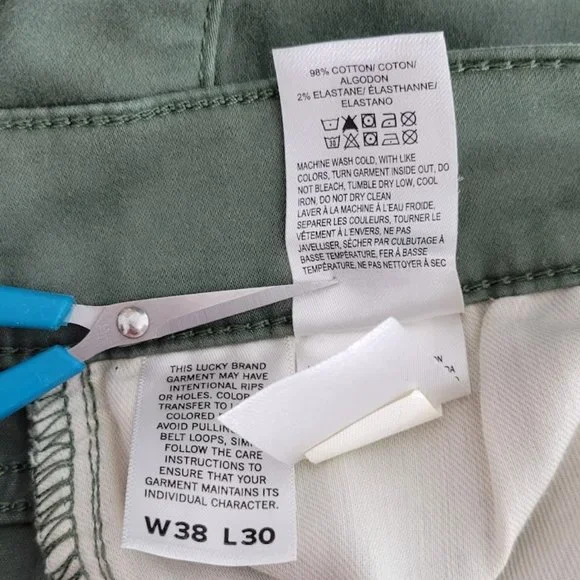 98% COTTON/ COTON/
ALGODON
2% ELASTANE/ ÉLASTHANNE/
ELASTANO
MACHINE WASH COLD, WITH LIKE
COLORS, TURN GARMENT INSIDE OUT, DO
NOT BLEACH, TUMBLE DRY LOW, COOL
IRON, DO NOT DRY CLEAN
LAVER À LA MACHINE À L'EAU FROIDE,
SEPARER LES COULEURS, TOURNER LE
VÊTEMENT À L'ENVERS, NE PAS
JAVELLISER, SÉCHER PAR CULBUTAGE À
BASSE TEMPÉRATURE, FER À BASSE
TEMPÉRATURE, NE PAS NETTOYER À SEC
THIS LUCKY BRAND
GARMENT MAY HAVE
INTENTIONAL RIPS
OR HOLES.
TRANSFER TO
COLORED
AVOID
BELT LOOPS,
FOLLOW THE CARE
INSTRUCTIONS TO
ENSURE THAT YOUR
GARMENT MAINTAINS ITS
INDIVIDUAL CHARACTER.
W38 L30